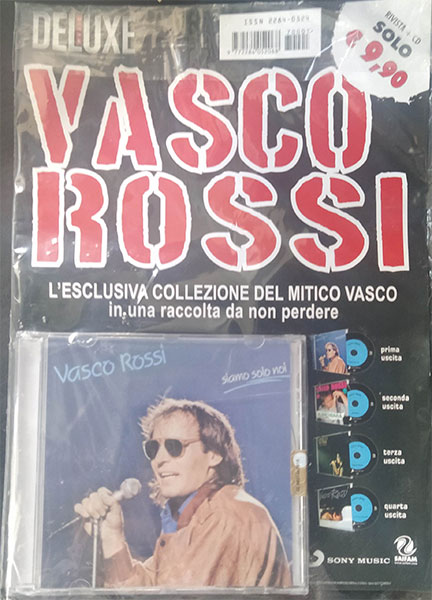 DELUXE
RIVISTA + CD
SOLO
€ 9,90
VASCO
ROSSI
L'ESCLUSIVA COLLEZIONE DEL MITICO VASCO
in una raccolta da non perdere
Vasco Rossi
siamo solo noi
prima
uscita
seconda
uscita
terza
uscita
quarta
uscita
SONY MUSIC
SAIFAM